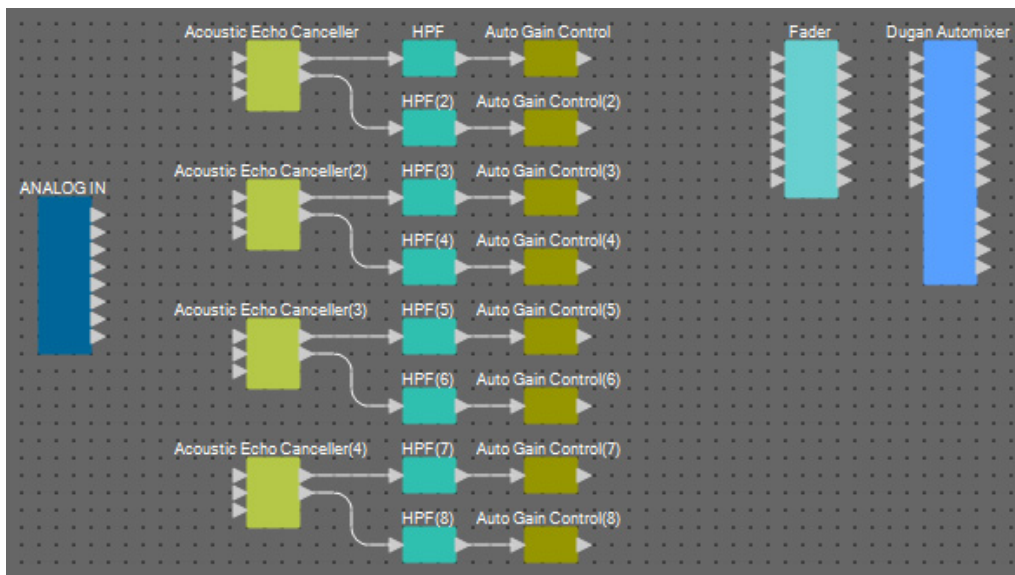 Acoustic Echo Canceller HPF Auto Gain Control Fader Dugan Automixer
HPF(2) Auto Gain Control(2)
Acoustic Echo Canceller(2) HPF(3) Auto Gain Control(3)
ANALOG IN
HPF(4) Auto Gain Control(4)
Acoustic Echo Canceller(3) HPF(5) Auto Gain Control(5)
HPF(6) Auto Gain Control(6)
Acoustic Echo Canceller(4) HPF(7) Auto Gain Control(7)
HPF(8) Auto Gain Control(8)